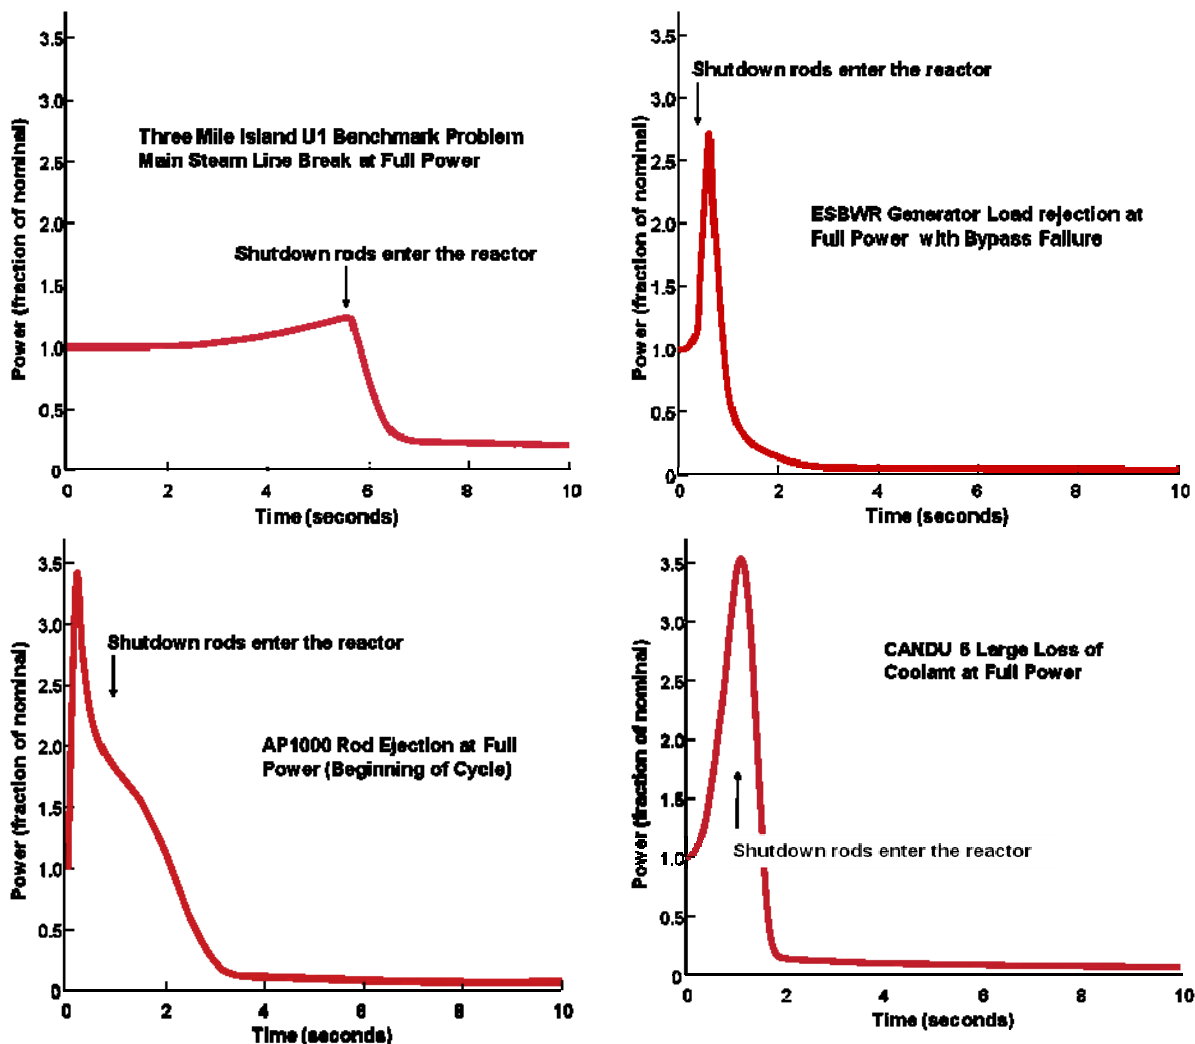 3.5
3.0
2.5
2.0
1.5
1.0
0.5
0
Power (fraction of nominal)
Three Mile Island U1 Benchmark Problem
Main Steam Line Break at Full Power
Shutdown rods enter the reactor
0 2 4 6 8 10
Time (seconds)
3.5
3.0
2.5
2.0
1.5
1.0
0.5
0
Power (fraction of nominal)
Shutdown rods enter the reactor
ESBWR Generator Load rejection at
Full Power with Bypass Failure
0 2 4 6 8 10
Time (seconds)
3.5
3.0
2.5
2.0
1.5
1.0
0.5
0
Power (fraction of nominal)
Shutdown rods enter the reactor
AP1000 Rod Ejection at Full
Power (Beginning of Cycle)
0 2 4 6 8 10
Time (seconds)
3.5
3.0
2.5
2.0
1.5
1.0
0.5
0
Power (fraction of nominal)
CANDU 6 Large Loss of
Coolant at Full Power
Shutdown rods enter the reactor
0 2 4 6 8 10
Time (seconds)